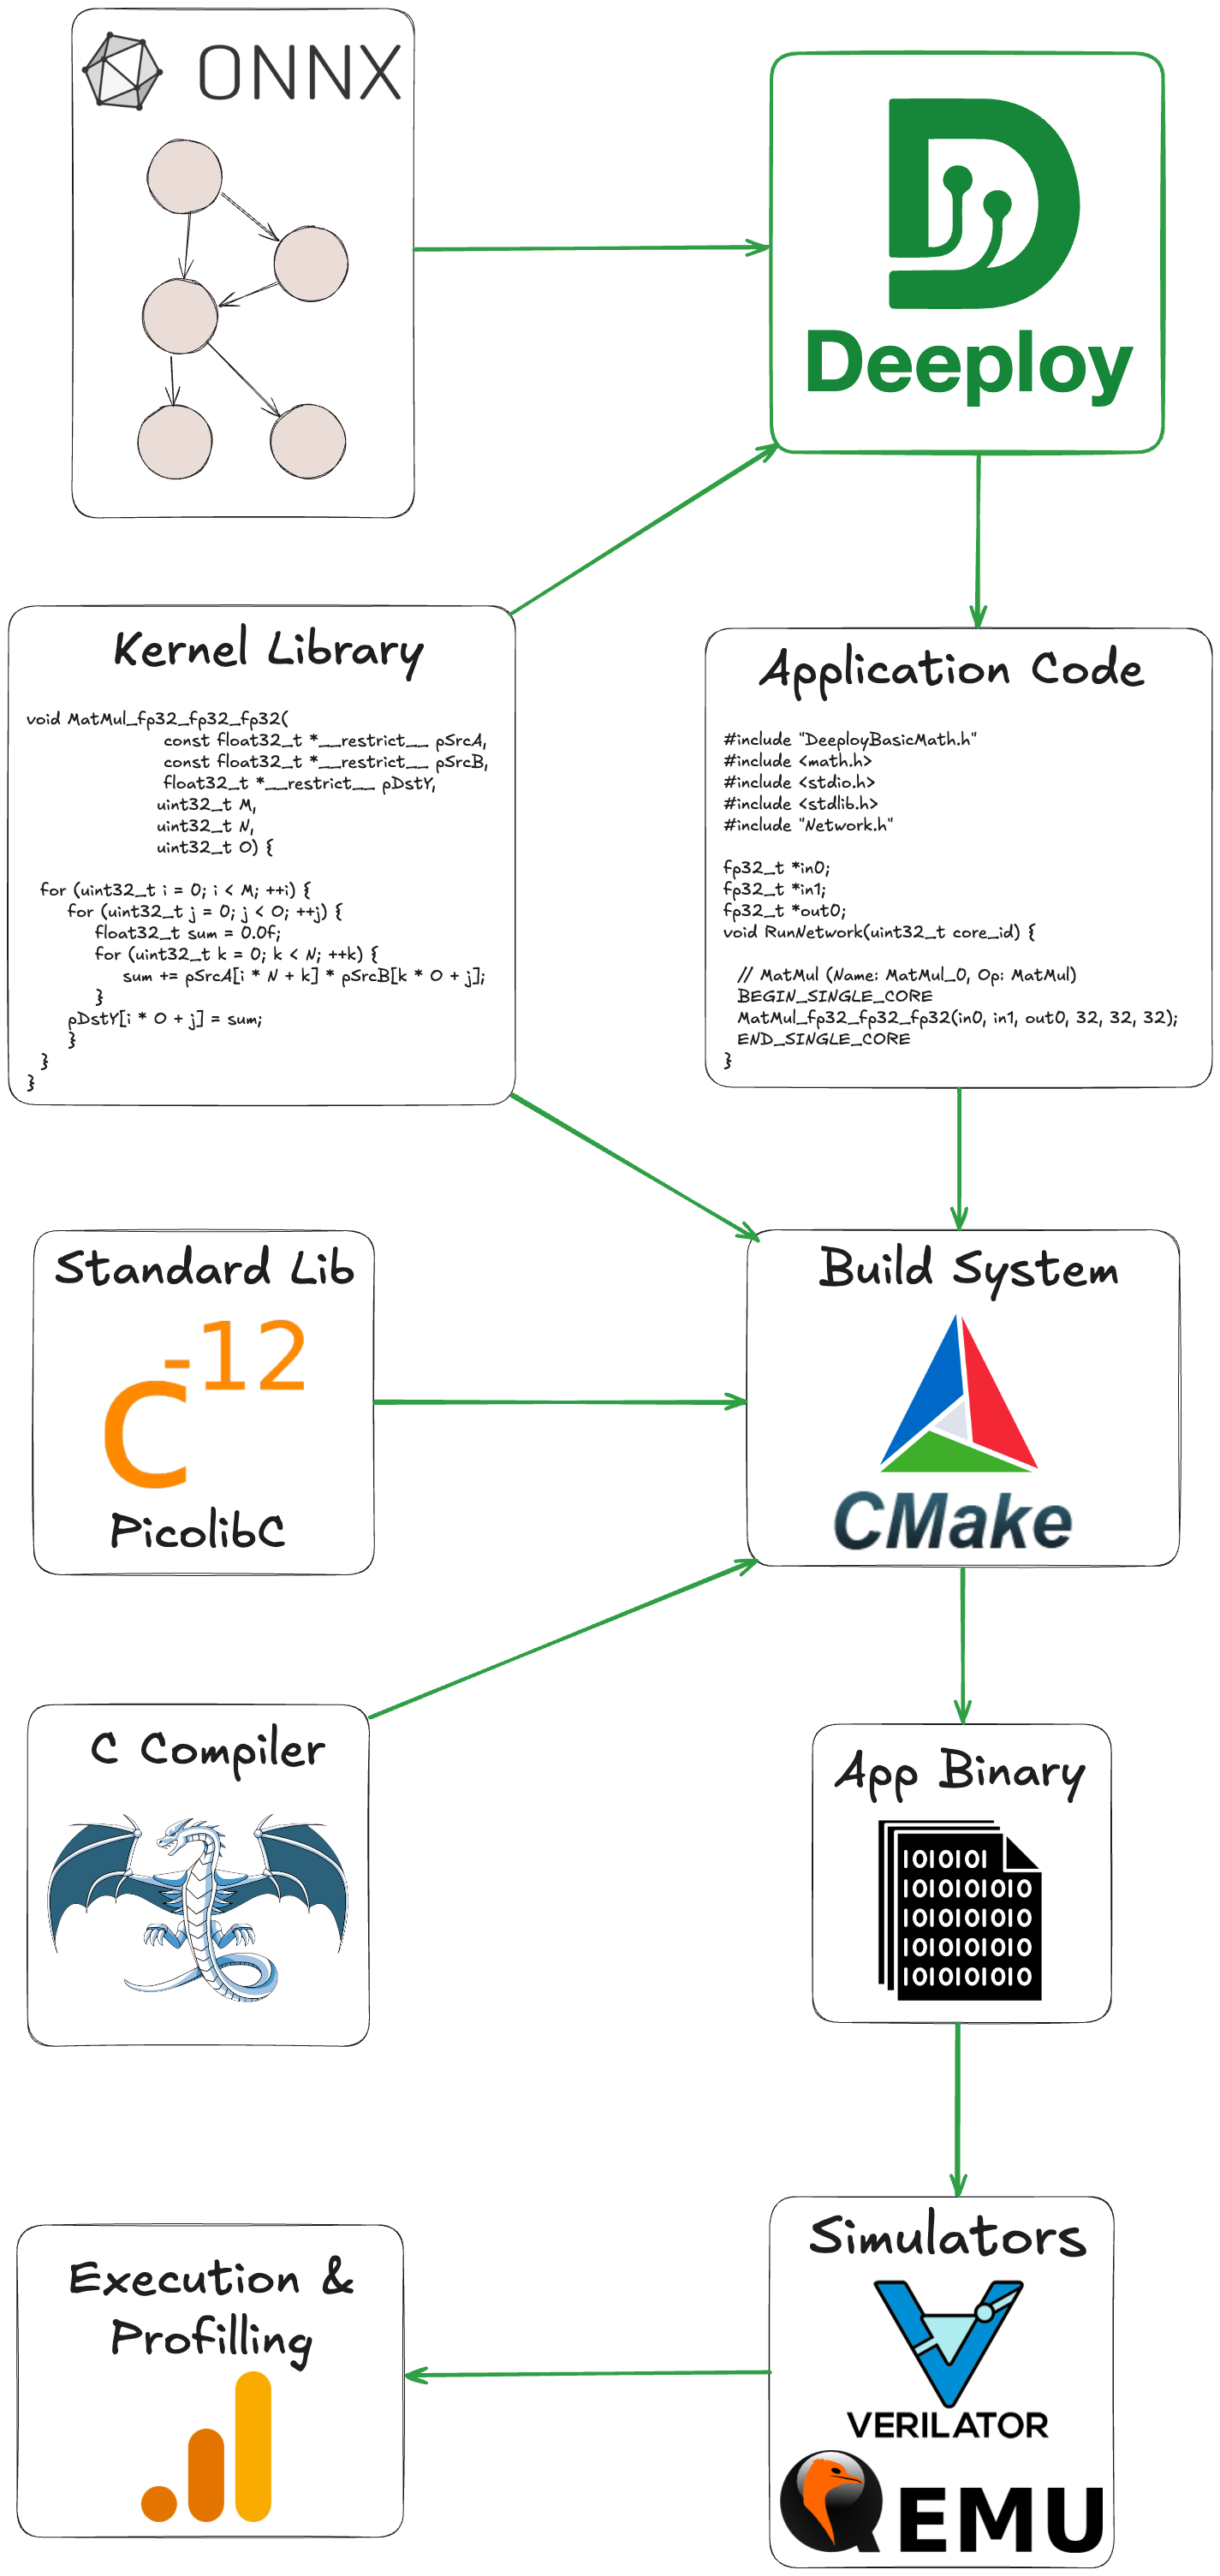 ONNX
Deeploy
Kernel Library
void MatMul_fp32_fp32_fp32(
const float32_t *__restrict__ pSrcA,
const float32_t *__restrict__ pSrcB,
float32_t *__restrict__ pDstY,
uint32_t M,
uint32_t N,
uint32_t O) {
for (uint32_t i = 0; i < M; ++i) {
for (uint32_t j = 0; j < O; ++j) {
float32_t sum = 0.0f;
for (uint32_t k = 0; k < N; ++k) {
sum += pSrcA[i * N + k] * pSrcB[k * O + j];
}
pDstY[i * O + j] = sum;
}
}
}
Application Code
#include "DeeployBasicMath.h"
#include <math.h>
#include <stdio.h>
#include <stdlib.h>
#include "Network.h"
fp32_t *in0;
fp32_t *in1;
fp32_t *out0;
void RunNetwork(uint32_t core_id) {
// MatMul (Name: MatMul_0, Op: MatMul)
BEGIN_SINGLE_CORE
MatMul_fp32_fp32_fp32(in0, in1, out0, 32, 32, 32);
END_SINGLE_CORE
}
Standard Lib
C-12
PicolibC
Build System
CMake
C Compiler
App Binary
1010101
1010101010
1010101010
1010101010
1010101010
Simulators
VERILATOR
QEMU
Execution &
Profilling